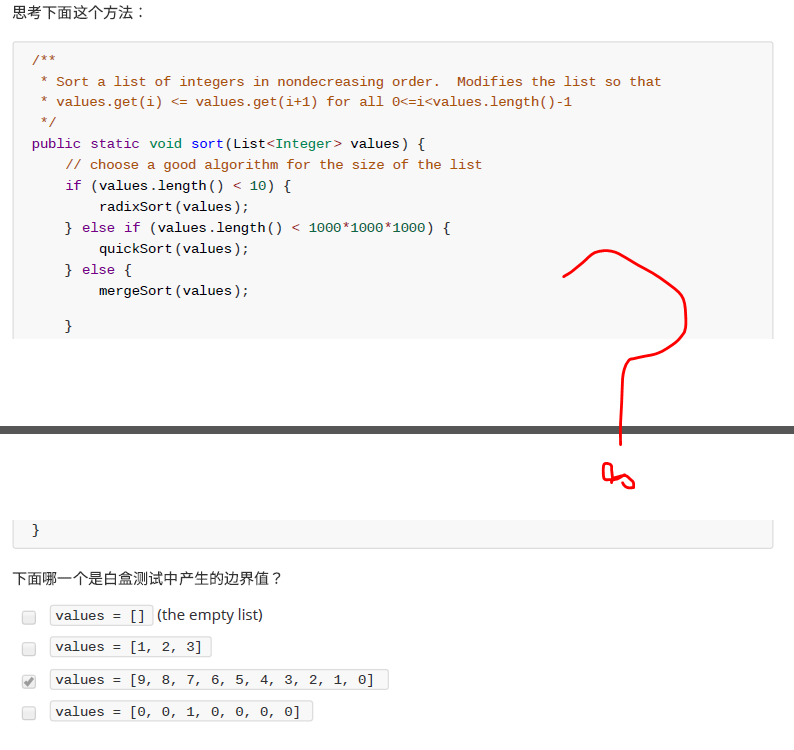 思考下面这个方法：
/**
 * Sort a list of integers in nondecreasing order.  Modifies the list so that
 * values.get(i) <= values.get(i+1) for all 0<=i<values.length()-1
 */
public static void sort(List<Integer> values) {
    // choose a good algorithm for the size of the list
    if (values.length() < 10) {
        radixSort(values);
    } else if (values.length() < 1000*1000*1000) {
        quickSort(values);
    } else {
        mergeSort(values);
    }
}
下面哪一个是白盒测试中产生的边界值？
values = [] (the empty list)
values = [1, 2, 3]
values = [9, 8, 7, 6, 5, 4, 3, 2, 1, 0]
values = [0, 0, 1, 0, 0, 0, 0]